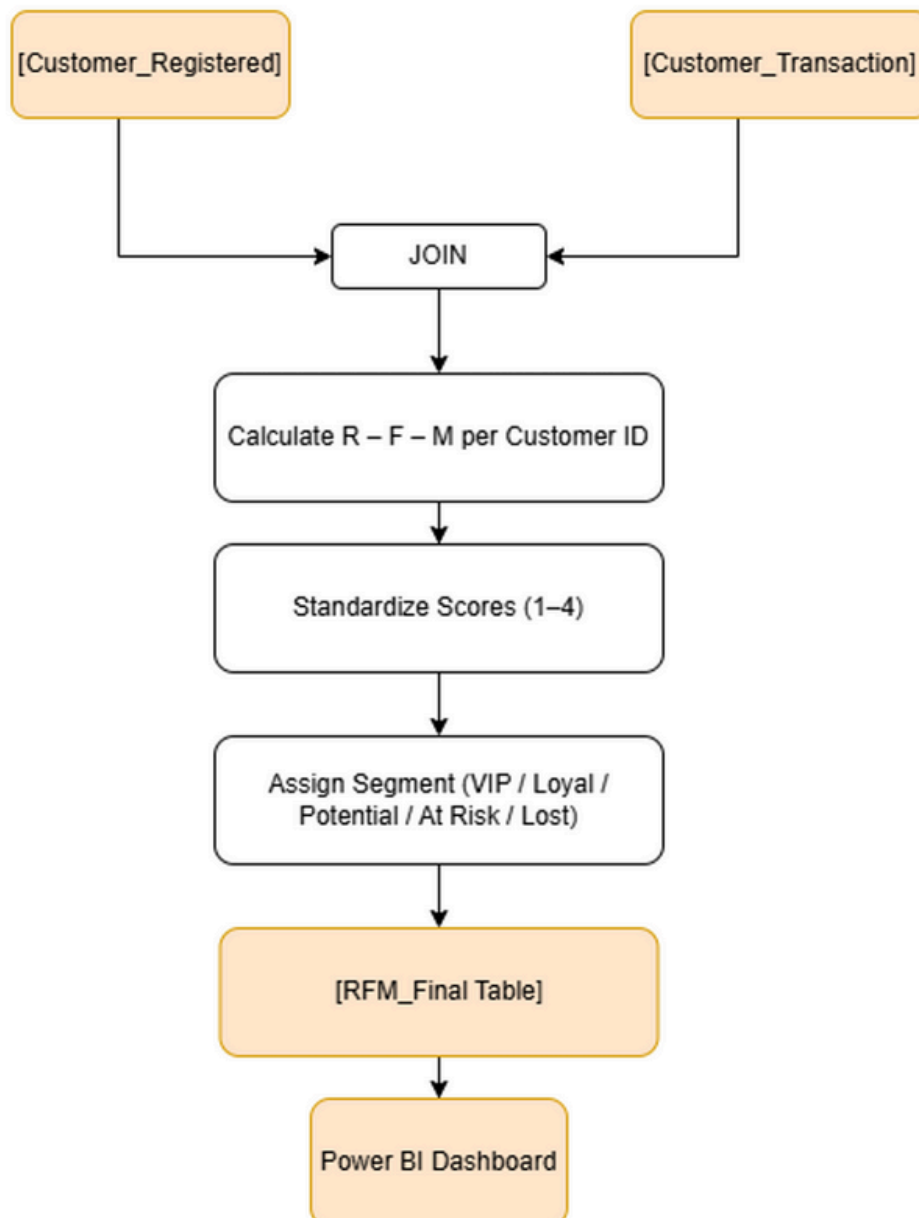 [Customer_Registered]
[Customer_Transaction]
JOIN
Calculate R – F – M per Customer ID
Standardize Scores (1–4)
Assign Segment (VIP / Loyal /
Potential / At Risk / Lost)
[RFM_Final Table]
Power BI Dashboard